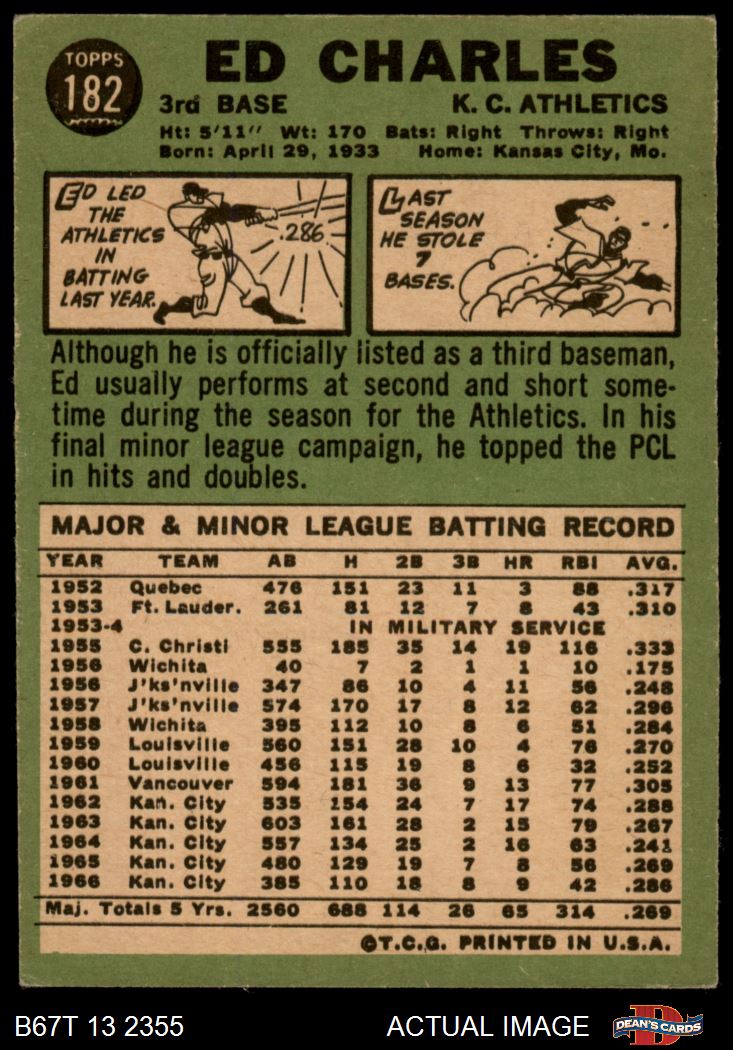 TOPPS
182
ED CHARLES
3rd BASE K. C. ATHLETICS
Ht: 5'11" Wt: 170 Bats: Right Throws: Right
Born: April 29, 1933 Home: Kansas City, Mo.
ED LED
THE
ATHLETICS
IN
BATTING
LAST YEAR.
.286
LAST
SEASON
HE STOLE
7
BASES.
Although he is officially listed as a third baseman,
Ed usually performs at second and short some-
time during the season for the Athletics. In his
final minor league campaign, he topped the PCL
in hits and doubles.
MAJOR & MINOR LEAGUE BATTING RECORD
YEAR TEAM AB H 2B 3B HR RBI AVG.
1952 Quebec 476 151 23 11 3 88 .317
1953 Ft. Lauder. 261 81 12 7 8 43 .310
1953-4 IN MILITARY SERVICE
1955 C. Christi 555 185 35 14 19 116 .333
1956 Wichita 40 7 2 1 1 10 .175
1956 J'ks'nville 347 86 10 4 11 56 .248
1957 J'ks'nville 574 170 17 8 12 62 .296
1958 Wichita 395 112 10 8 6 51 .284
1959 Louisville 560 151 28 10 4 76 .270
1960 Louisville 456 115 19 8 6 32 .252
1961 Vancouver 594 181 36 9 13 77 .305
1962 Kan. City 535 154 24 7 17 74 .288
1963 Kan. City 603 161 28 2 15 79 .267
1964 Kan. City 557 134 25 2 16 63 .241
1965 Kan. City 480 129 19 7 8 56 .269
1966 Kan. City 385 110 18 8 9 42 .286
Maj. Totals 5 Yrs. 2560 688 114 26 65 314 .269
©T.C.G. PRINTED IN U.S.A.
B67T 13 2355 ACTUAL IMAGE DEAN'S CARDS